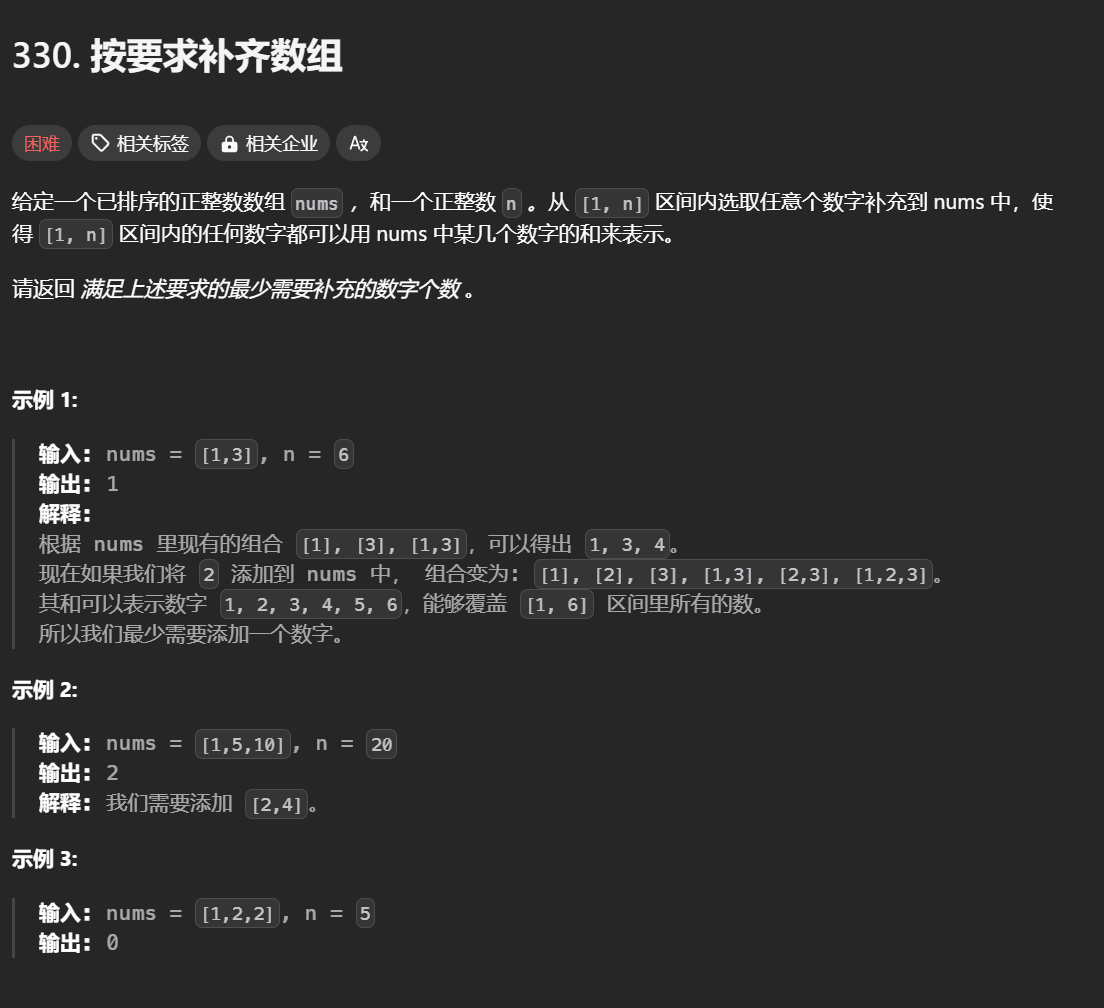 330. 按要求补齐数组
困难 相关标签 相关企业 A文
给定一个已排序的正整数数组 nums ，和一个正整数 n 。从 [1, n] 区间内选取任意个数字补充到 nums 中，使
得 [1, n] 区间内的任何数字都可以用 nums 中某几个数字的和来表示。
请返回 满足上述要求的最少需要补充的数字个数 。
示例 1:
输入: nums = [1,3], n = 6
输出: 1
解释:
根据 nums 里现有的组合 [1], [3], [1,3]，可以得出 1, 3, 4。
现在如果我们将 2 添加到 nums 中， 组合变为: [1], [2], [3], [1,3], [2,3], [1,2,3]。
其和可以表示数字 1, 2, 3, 4, 5, 6，能够覆盖 [1, 6] 区间里所有的数。
所以我们最少需要添加一个数字。
示例 2:
输入: nums = [1,5,10], n = 20
输出: 2
解释: 我们需要添加 [2,4]。
示例 3:
输入: nums = [1,2,2], n = 5
输出: 0